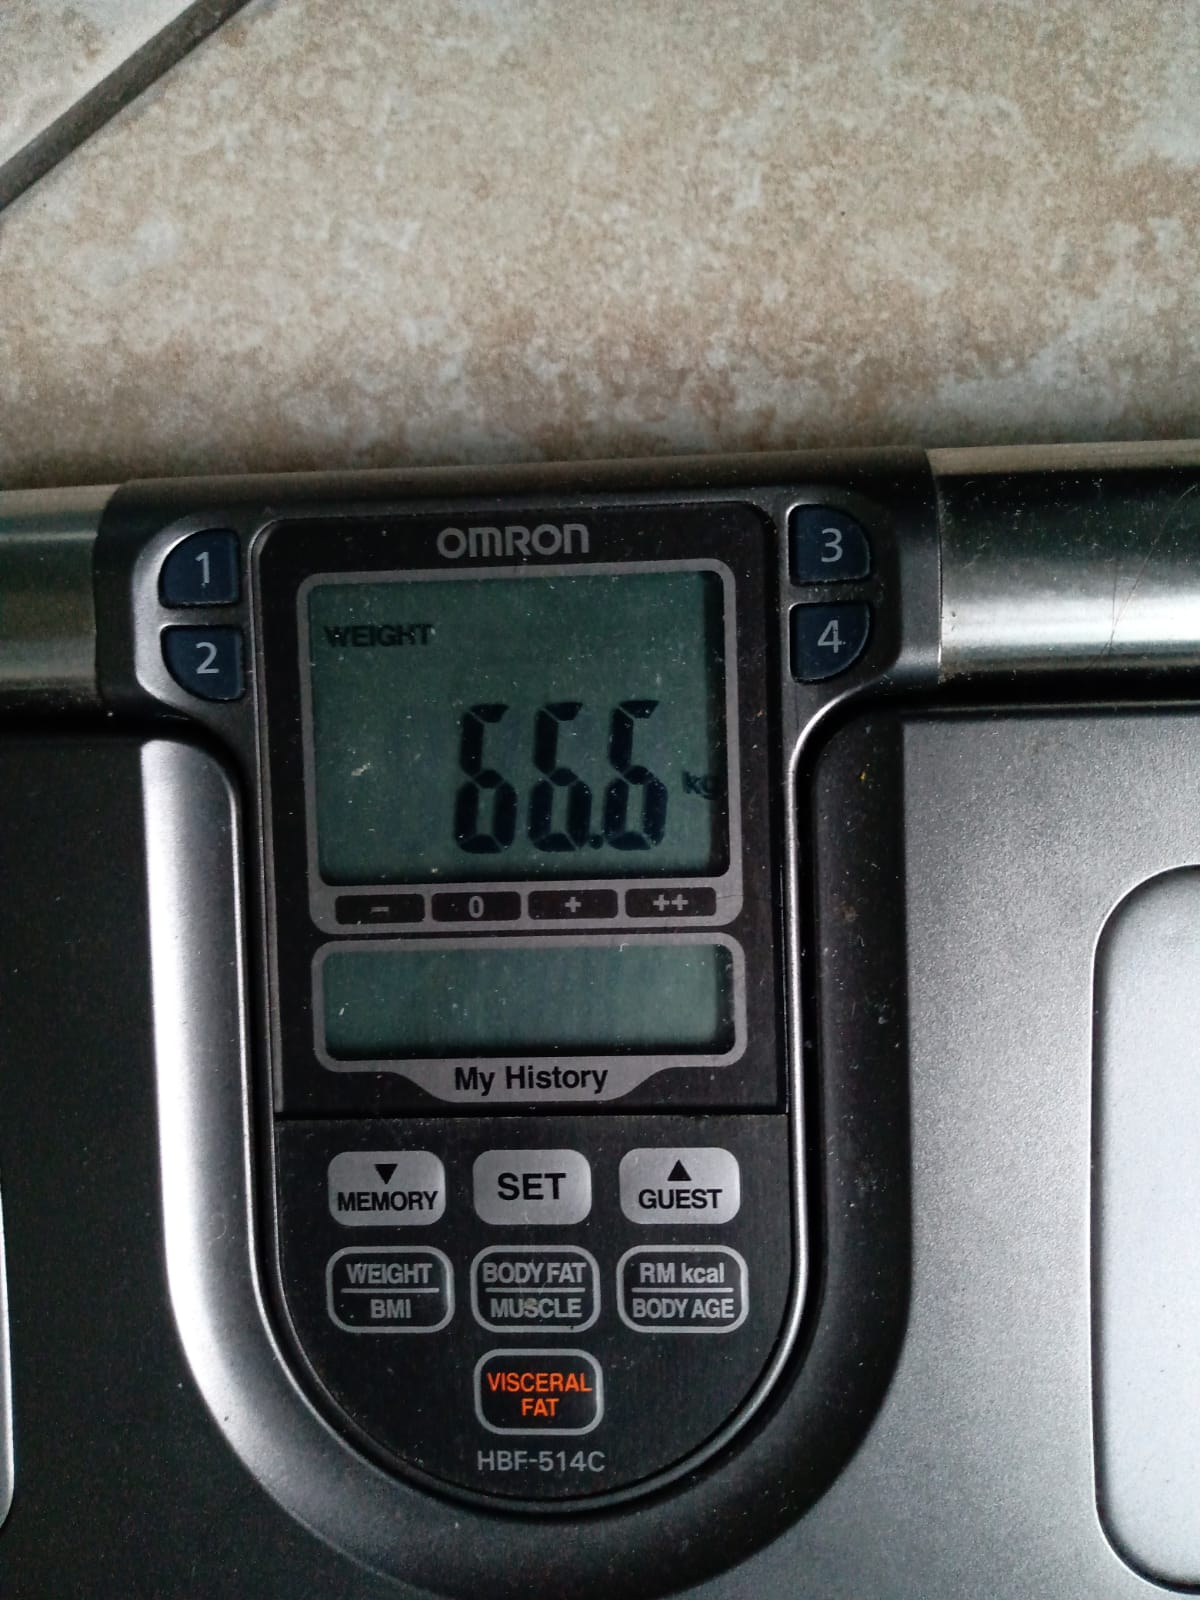 OMRON
1
3
2
4
WEIGHT
66.6 kg
– 0 + ++
My History
▼ ▲
MEMORY SET GUEST
WEIGHT BODY FAT RM kcal
BMI MUSCLE BODY AGE
VISCERAL
FAT
HBF-514C